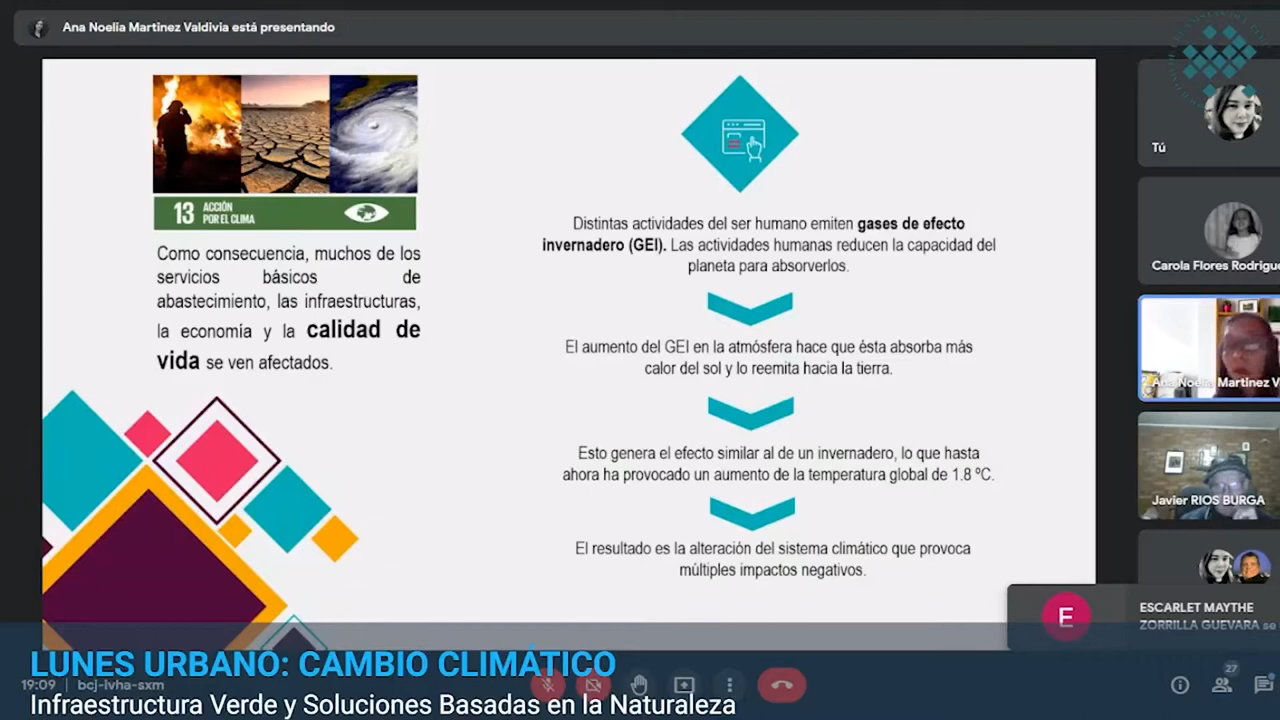 Ana Noelia Martinez Valdivia está presentando
13 ACCIÓN
POR EL CLIMA
Como consecuencia, muchos de los
servicios básicos de
abastecimiento, las infraestructuras,
la economía y la calidad de
vida se ven afectados.
Distintas actividades del ser humano emiten gases de efecto
invernadero (GEI). Las actividades humanas reducen la capacidad del
planeta para absorverlos.
El aumento del GEI en la atmósfera hace que ésta absorba más
calor del sol y lo reemita hacia la tierra.
Esto genera el efecto similar al de un invernadero, lo que hasta
ahora ha provocado un aumento de la temperatura global de 1.8 ºC.
El resultado es la alteración del sistema climático que provoca
múltiples impactos negativos.
Tú
Carola Flores Rodrigue
Ana Noelia Martinez V
Javier RIOS BURGA
E
ESCARLET MAYTHE
ZORRILLA GUEVARA se
LUNES URBANO: CAMBIO CLIMÁTICO
19:09 | bcj-ivha-sxm
27
Infraestructura Verde y Soluciones Basadas en la Naturaleza